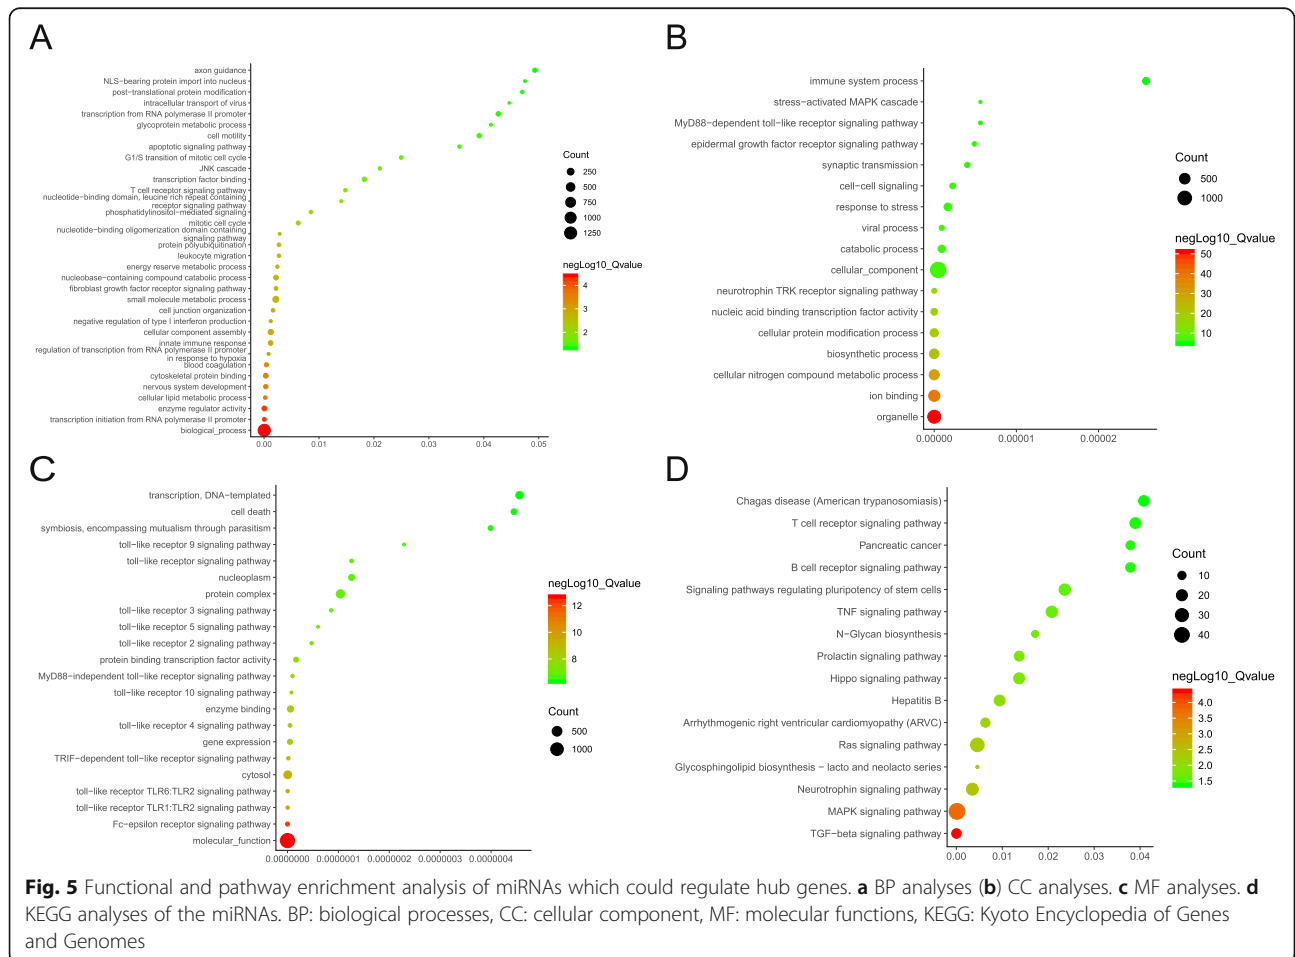 A
axon guidance
NLS−bearing protein import into nucleus
post−translational protein modification
intracellular transport of virus
transcription from RNA polymerase II promoter
glycoprotein metabolic process
cell motility
apoptotic signaling pathway
G1/S transition of mitotic cell cycle
JNK cascade
transcription factor binding
T cell receptor signaling pathway
nucleotide−binding domain, leucine rich repeat containing
receptor signaling pathway
phosphatidylinositol−mediated signaling
mitotic cell cycle
nucleotide−binding oligomerization domain containing
signaling pathway
protein polyubiquitination
leukocyte migration
energy reserve metabolic process
nucleobase−containing compound catabolic process
fibroblast growth factor receptor signaling pathway
small molecule metabolic process
cell junction organization
negative regulation of type I interferon production
cellular component assembly
innate immune response
regulation of transcription from RNA polymerase II promoter
in response to hypoxia
blood coagulation
cytoskeletal protein binding
nervous system development
cellular lipid metabolic process
enzyme regulator activity
transcription initiation from RNA polymerase II promoter
biological_process
0.00 0.01 0.02 0.03 0.04 0.05
Count
250
500
750
1000
1250
negLog10_Qvalue
4
3
2
B
immune system process
stress−activated MAPK cascade
MyD88−dependent toll−like receptor signaling pathway
epidermal growth factor receptor signaling pathway
synaptic transmission
cell−cell signaling
response to stress
viral process
catabolic process
cellular_component
neurotrophin TRK receptor signaling pathway
nucleic acid binding transcription factor activity
cellular protein modification process
biosynthetic process
cellular nitrogen compound metabolic process
ion binding
organelle
0.00000 0.00001 0.00002
Count
500
1000
negLog10_Qvalue
50
40
30
20
10
C
transcription, DNA−templated
cell death
symbiosis, encompassing mutualism through parasitism
toll−like receptor 9 signaling pathway
toll−like receptor signaling pathway
nucleoplasm
protein complex
toll−like receptor 3 signaling pathway
toll−like receptor 5 signaling pathway
toll−like receptor 2 signaling pathway
protein binding transcription factor activity
MyD88−independent toll−like receptor signaling pathway
toll−like receptor 10 signaling pathway
enzyme binding
toll−like receptor 4 signaling pathway
gene expression
TRIF−dependent toll−like receptor signaling pathway
cytosol
toll−like receptor TLR6:TLR2 signaling pathway
toll−like receptor TLR1:TLR2 signaling pathway
Fc−epsilon receptor signaling pathway
molecular_function
0.0000000 0.0000001 0.0000002 0.0000003 0.0000004
negLog10_Qvalue
12
10
8
Count
500
1000
D
Chagas disease (American trypanosomiasis)
T cell receptor signaling pathway
Pancreatic cancer
B cell receptor signaling pathway
Signaling pathways regulating pluripotency of stem cells
TNF signaling pathway
N−Glycan biosynthesis
Prolactin signaling pathway
Hippo signaling pathway
Hepatitis B
Arrhythmogenic right ventricular cardiomyopathy (ARVC)
Ras signaling pathway
Glycosphingolipid biosynthesis − lacto and neolacto series
Neurotrophin signaling pathway
MAPK signaling pathway
TGF−beta signaling pathway
0.00 0.01 0.02 0.03 0.04
Count
10
20
30
40
negLog10_Qvalue
4.0
3.5
3.0
2.5
2.0
1.5
Fig. 5 Functional and pathway enrichment analysis of miRNAs which could regulate hub genes. a BP analyses (b) CC analyses. c MF analyses. d
KEGG analyses of the miRNAs. BP: biological processes, CC: cellular component, MF: molecular functions, KEGG: Kyoto Encyclopedia of Genes
and Genomes